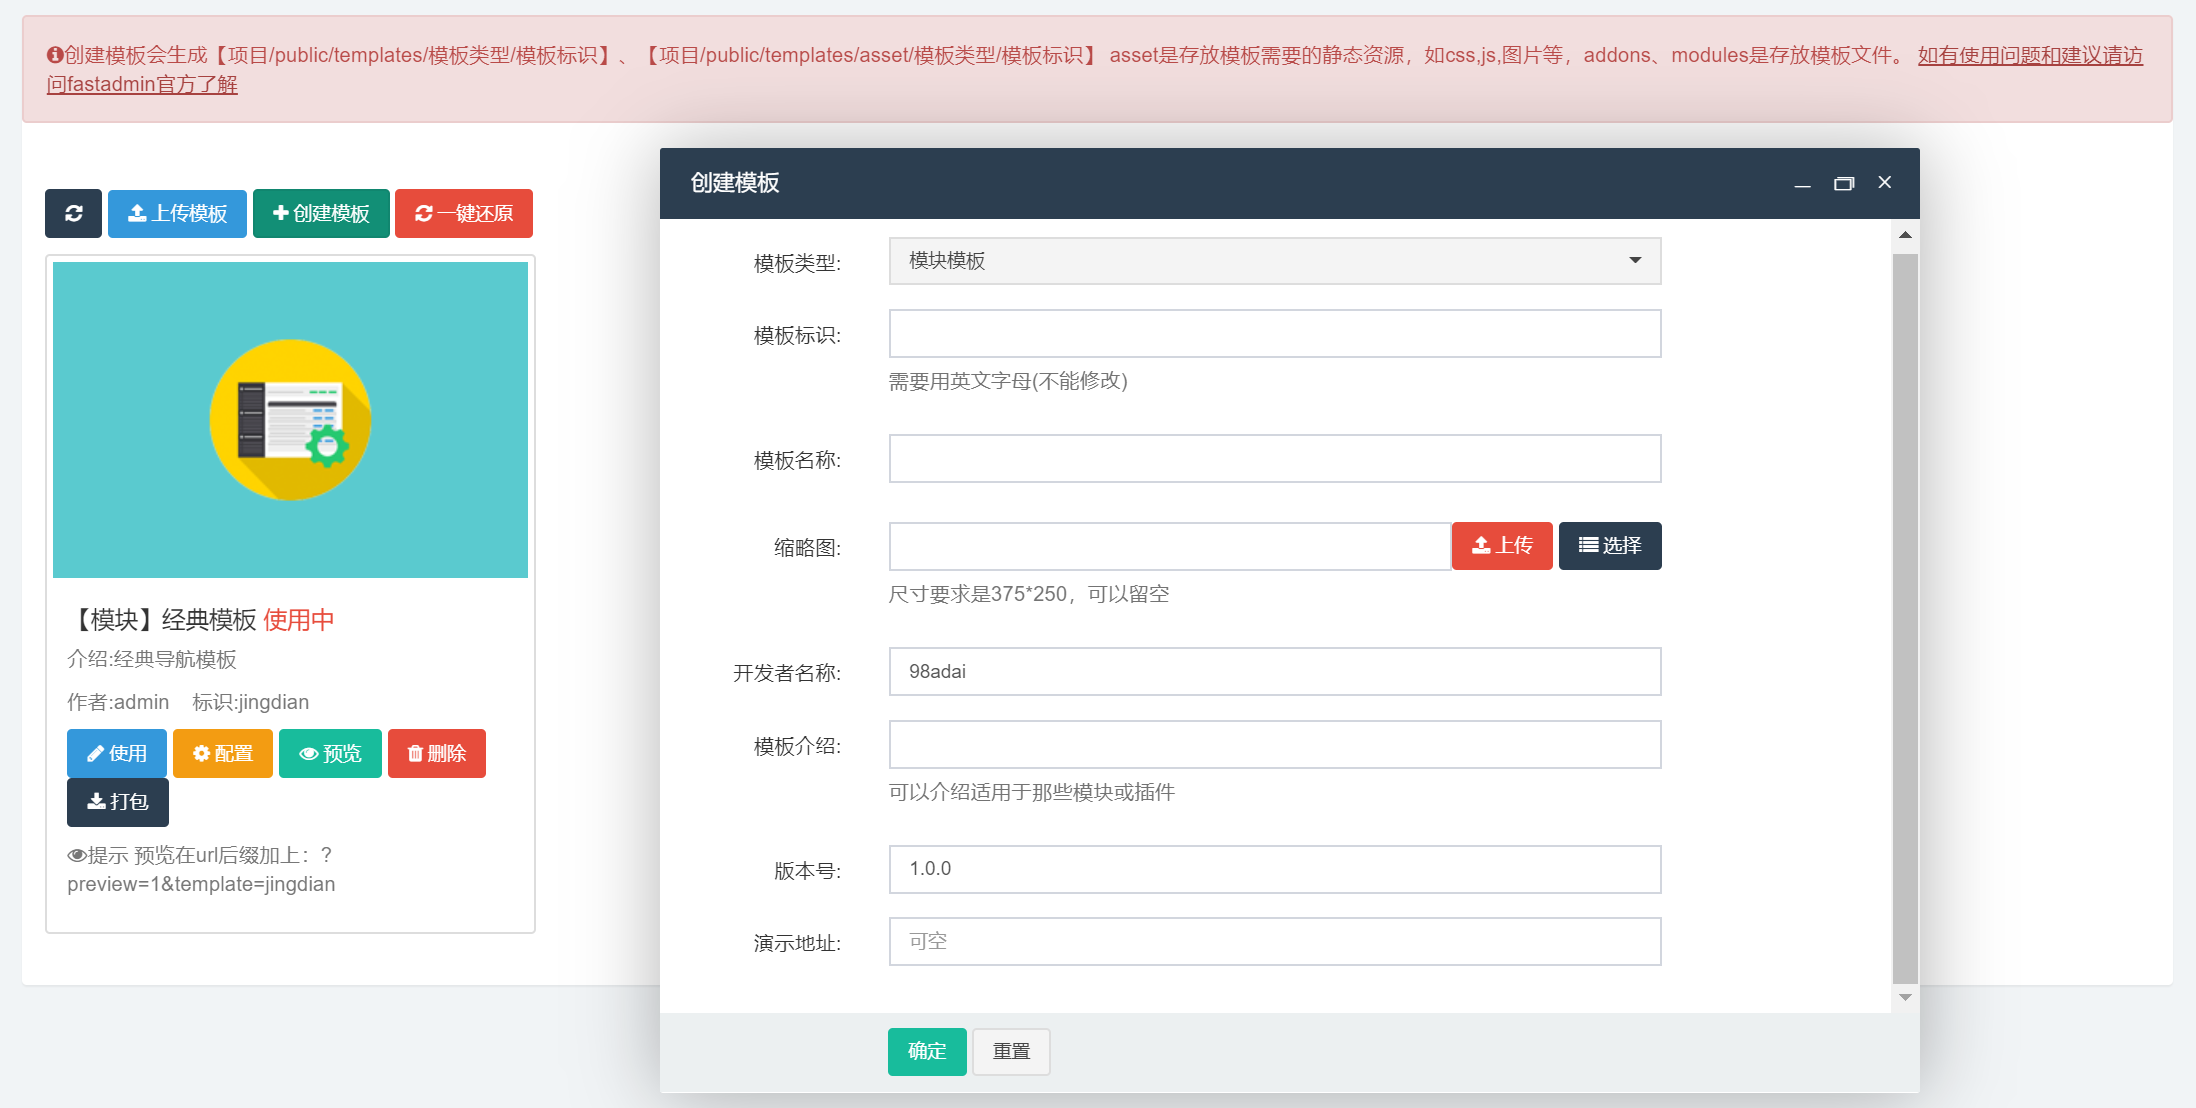 创建模板会生成【项目/public/templates/模板类型/模板标识】、【项目/public/templates/asset/模板类型/模板标识】 asset是存放模板需要的静态资源，如css,js,图片等，addons、modules是存放模板文件。 如有使用问题和建议请访
问fastadmin官方了解
上传模板 创建模板 一键还原
【模块】经典模板 使用中
介绍:经典导航模板
作者:admin 标识:jingdian
使用 配置 预览 删除
打包
提示 预览在url后缀加上：?
preview=1&template=jingdian
创建模板
模板类型: 模块模板
模板标识:
需要用英文字母(不能修改)
模板名称:
缩略图: 上传 选择
尺寸要求是375*250，可以留空
开发者名称: 98adai
模板介绍:
可以介绍适用于那些模块或插件
版本号: 1.0.0
演示地址: 可空
确定 重置